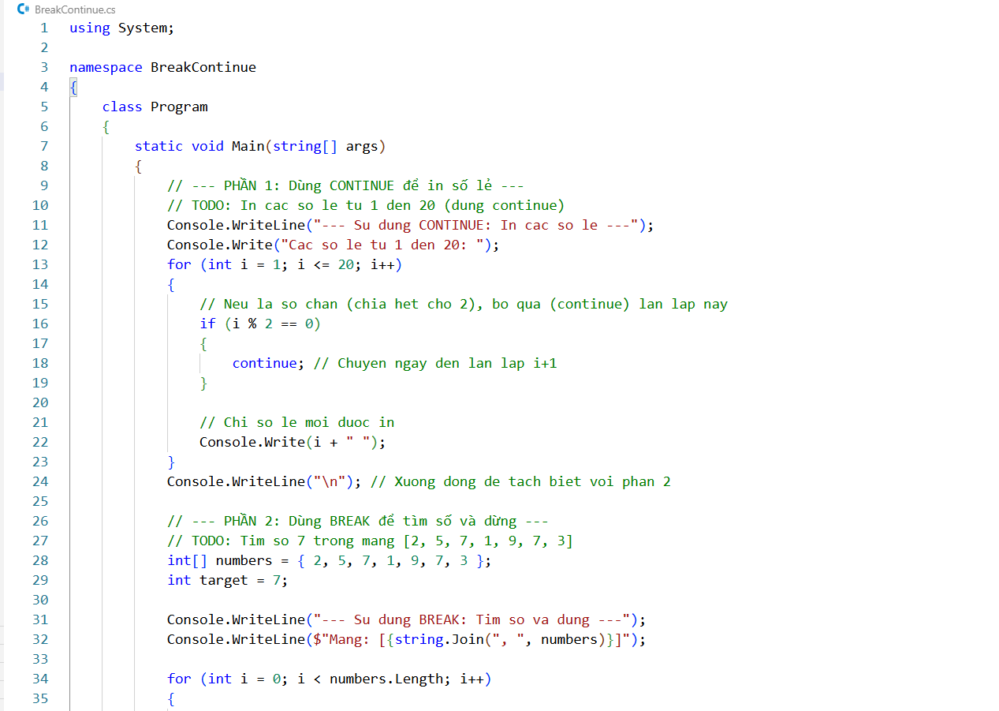 BreakContinue.cs
1 using System;
2
3 namespace BreakContinue
4 {
5     class Program
6     {
7         static void Main(string[] args)
8         {
9             // --- PHẦN 1: Dùng CONTINUE để in số lẻ ---
10             // TODO: In cac so le tu 1 den 20 (dung continue)
11             Console.WriteLine("--- Su dung CONTINUE: In cac so le ---");
12             Console.Write("Cac so le tu 1 den 20: ");
13             for (int i = 1; i <= 20; i++)
14             {
15                 // Neu la so chan (chia het cho 2), bo qua (continue) lan lap nay
16                 if (i % 2 == 0)
17                 {
18                     continue; // Chuyen ngay den lan lap i+1
19                 }
20
21                 // Chi so le moi duoc in
22                 Console.Write(i + " ");
23             }
24             Console.WriteLine("\n"); // Xuong dong de tach biet voi phan 2
25
26             // --- PHẦN 2: Dùng BREAK để tìm số và dừng ---
27             // TODO: Tim so 7 trong mang [2, 5, 7, 1, 9, 7, 3]
28             int[] numbers = { 2, 5, 7, 1, 9, 7, 3 };
29             int target = 7;
30
31             Console.WriteLine("--- Su dung BREAK: Tim so va dung ---");
32             Console.WriteLine($"Mang: [{string.Join(", ", numbers)}]");
33
34             for (int i = 0; i < numbers.Length; i++)
35             {